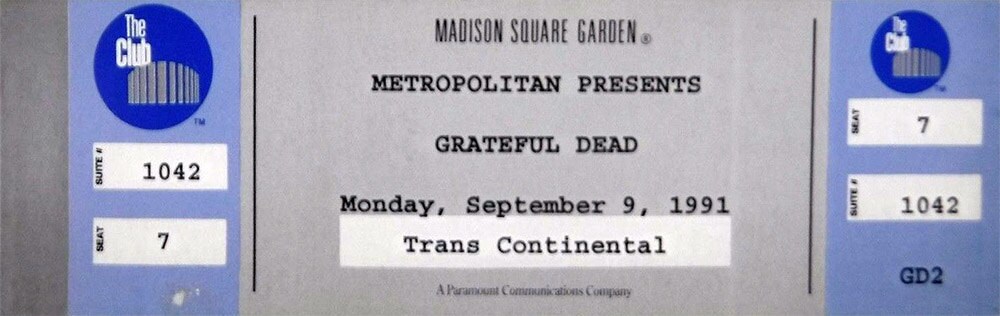 The
Club
TM
SUITE #
1042
SEAT
7
MADISON SQUARE GARDEN®
METROPOLITAN PRESENTS
GRATEFUL DEAD
Monday, September 9, 1991
Trans Continental
A Paramount Communications Company
The
Club
TM
SEAT
7
SUITE #
1042
GD2